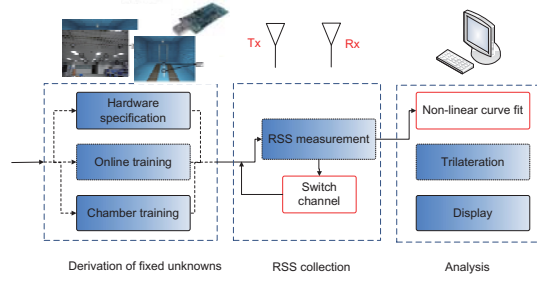 Tx
Rx
Hardware
specification
Online training
Chamber training
RSS measurement
Switch
channel
Non-linear curve fit
Trilateration
Display
Derivation of fixed unknowns
RSS collection
Analysis